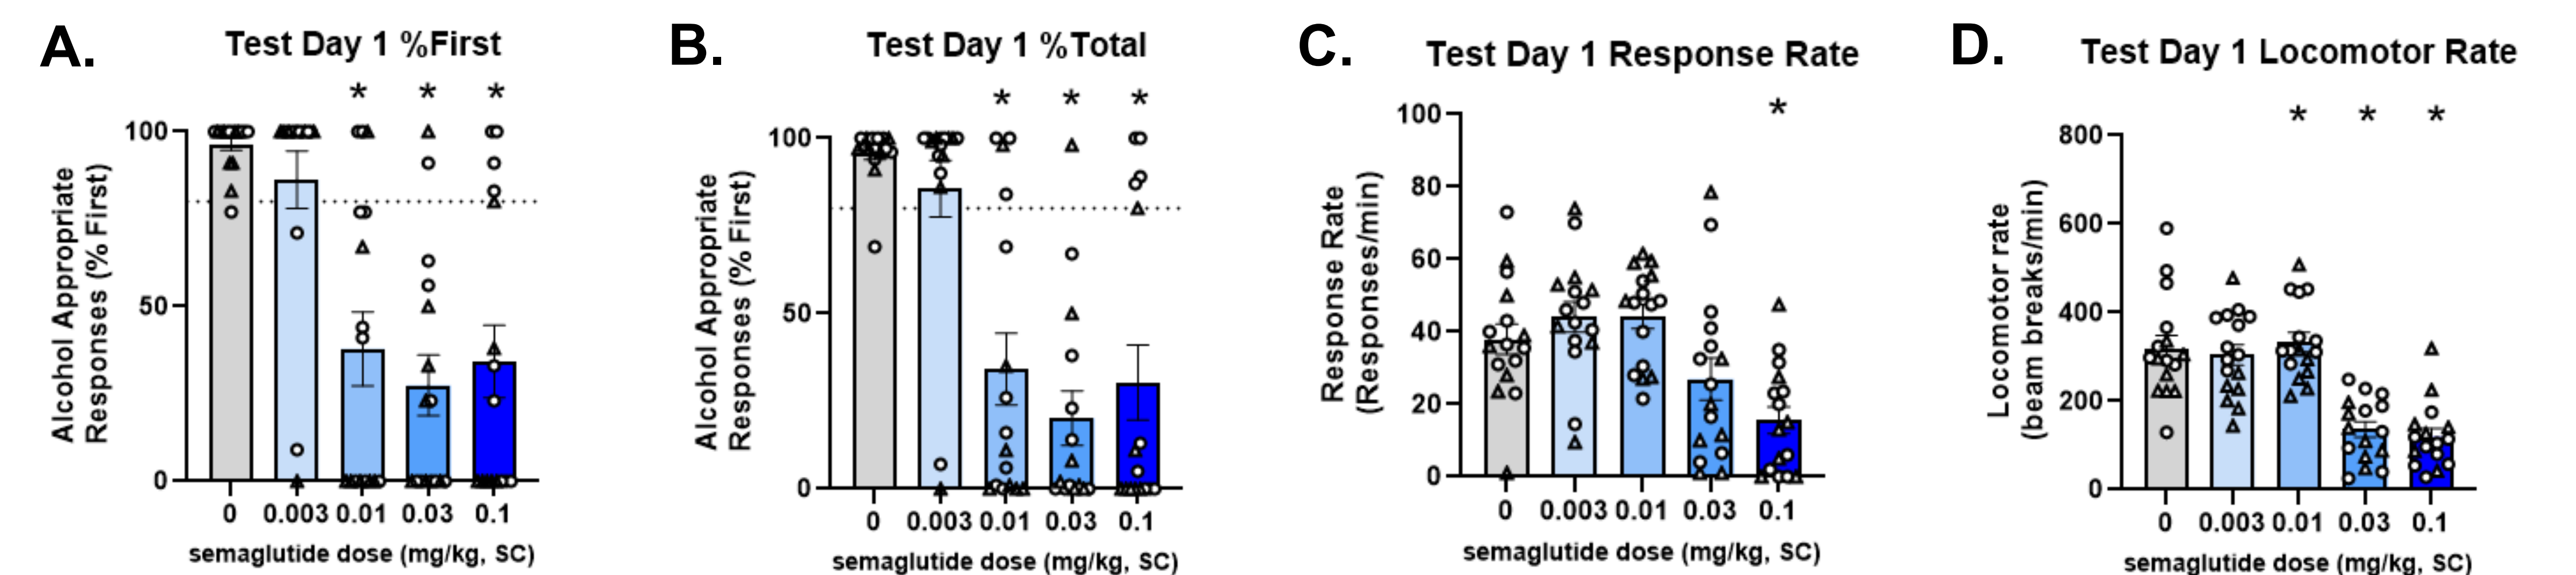 A.
Test Day 1 %First
* * *
Alcohol Appropriate
Responses (% First)
100
50
0
0 0.003 0.01 0.03 0.1
semaglutide dose (mg/kg, SC)
B.
Test Day 1 %Total
* * *
Alcohol Appropriate
Responses (% First)
100
50
0
0 0.003 0.01 0.03 0.1
semaglutide dose (mg/kg, SC)
C.
Test Day 1 Response Rate
*
Response Rate
(Responses/min)
100
80
60
40
20
0
0 0.003 0.01 0.03 0.1
semaglutide dose (mg/kg, SC)
D.
Test Day 1 Locomotor Rate
* * *
Locomotor rate
(beam breaks/min)
800
600
400
200
0
0 0.003 0.01 0.03 0.1
semaglutide dose (mg/kg, SC)